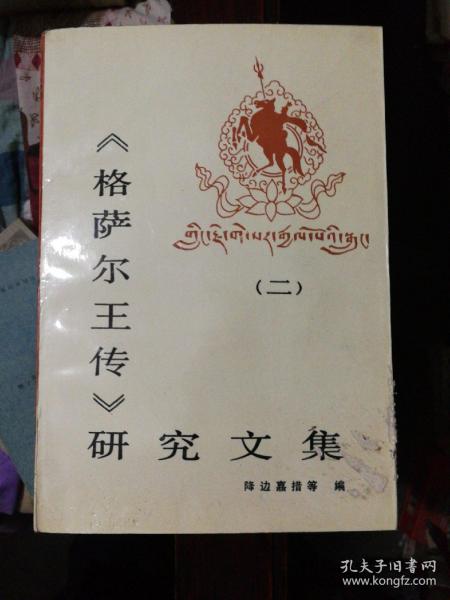 《格萨尔王传》
(二)
研究文集
降边嘉措等 编
孔夫子旧书网
www.kongfz.com